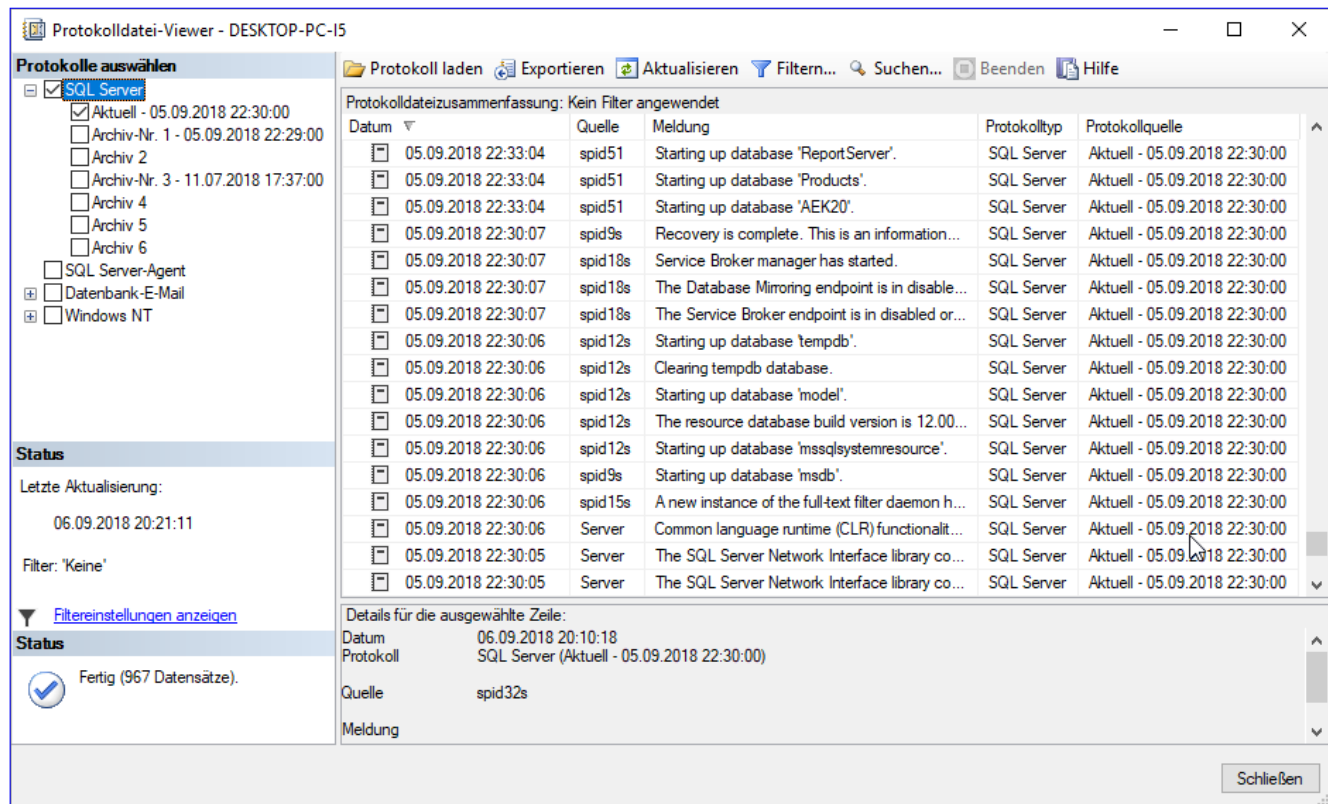 Protokolldatei-Viewer - DESKTOP-PC-I5
Protokolle auswählen
SQL Server
Aktuell - 05.09.2018 22:30:00
Archiv-Nr. 1 - 05.09.2018 22:29:00
Archiv 2
Archiv-Nr. 3 - 11.07.2018 17:37:00
Archiv 4
Archiv 5
Archiv 6
SQL Server-Agent
Datenbank-E-Mail
Windows NT
Status
Letzte Aktualisierung:
06.09.2018 20:21:11
Filter: 'Keine'
Filtereinstellungen anzeigen
Status
Fertig (967 Datensätze).
Protokoll laden Exportieren Aktualisieren Filtern... Suchen... Beenden Hilfe
Protokolldateizusammenfassung: Kein Filter angewendet
Datum Quelle Meldung Protokolltyp Protokollquelle
05.09.2018 22:33:04 spid51 Starting up database 'ReportServer'. SQL Server Aktuell - 05.09.2018 22:30:00
05.09.2018 22:33:04 spid51 Starting up database 'Products'. SQL Server Aktuell - 05.09.2018 22:30:00
05.09.2018 22:33:04 spid51 Starting up database 'AEK20'. SQL Server Aktuell - 05.09.2018 22:30:00
05.09.2018 22:30:07 spid9s Recovery is complete. This is an information... SQL Server Aktuell - 05.09.2018 22:30:00
05.09.2018 22:30:07 spid18s Service Broker manager has started. SQL Server Aktuell - 05.09.2018 22:30:00
05.09.2018 22:30:07 spid18s The Database Mirroring endpoint is in disable... SQL Server Aktuell - 05.09.2018 22:30:00
05.09.2018 22:30:07 spid18s The Service Broker endpoint is in disabled or... SQL Server Aktuell - 05.09.2018 22:30:00
05.09.2018 22:30:06 spid12s Starting up database 'tempdb'. SQL Server Aktuell - 05.09.2018 22:30:00
05.09.2018 22:30:06 spid12s Clearing tempdb database. SQL Server Aktuell - 05.09.2018 22:30:00
05.09.2018 22:30:06 spid12s Starting up database 'model'. SQL Server Aktuell - 05.09.2018 22:30:00
05.09.2018 22:30:06 spid12s The resource database build version is 12.00... SQL Server Aktuell - 05.09.2018 22:30:00
05.09.2018 22:30:06 spid12s Starting up database 'mssqlsystemresource'. SQL Server Aktuell - 05.09.2018 22:30:00
05.09.2018 22:30:06 spid9s Starting up database 'msdb'. SQL Server Aktuell - 05.09.2018 22:30:00
05.09.2018 22:30:06 spid15s A new instance of the full-text filter daemon h... SQL Server Aktuell - 05.09.2018 22:30:00
05.09.2018 22:30:06 Server Common language runtime (CLR) functionalit... SQL Server Aktuell - 05.09.2018 22:30:00
05.09.2018 22:30:05 Server The SQL Server Network Interface library co... SQL Server Aktuell - 05.09.2018 22:30:00
05.09.2018 22:30:05 Server The SQL Server Network Interface library co... SQL Server Aktuell - 05.09.2018 22:30:00
Details für die ausgewählte Zeile:
Datum 06.09.2018 20:10:18
Protokoll SQL Server (Aktuell - 05.09.2018 22:30:00)
Quelle spid32s
Meldung
Schließen